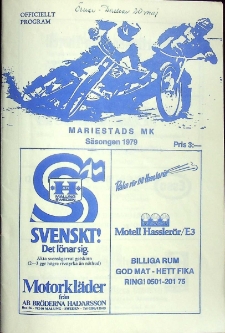 OFFICIELLT
PROGRAM
MARIESTADS MK
Säsongen 1979
Pris 3:—
SVENSKT!
Det lönar sig.
Motorkläder
från
AB BRÖDERNA HADARSSON
Motell Hasslerör/E3
BILLIGA RUM
GOD MAT - HETT FIKA
RING! 0501-201 75